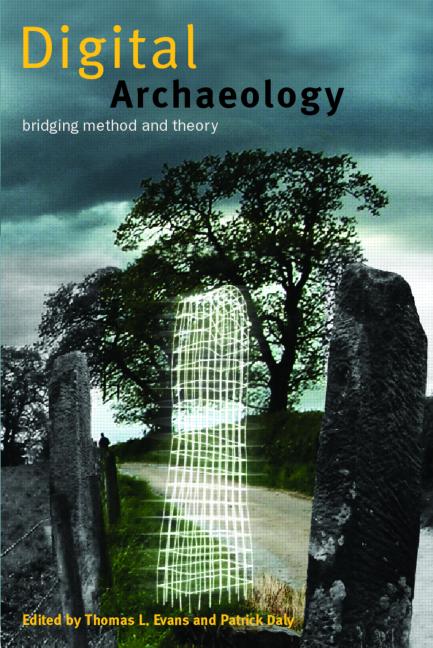 Digital
Archaeology
bridging method and theory
Edited by Thomas L. Evans and Patrick Daly